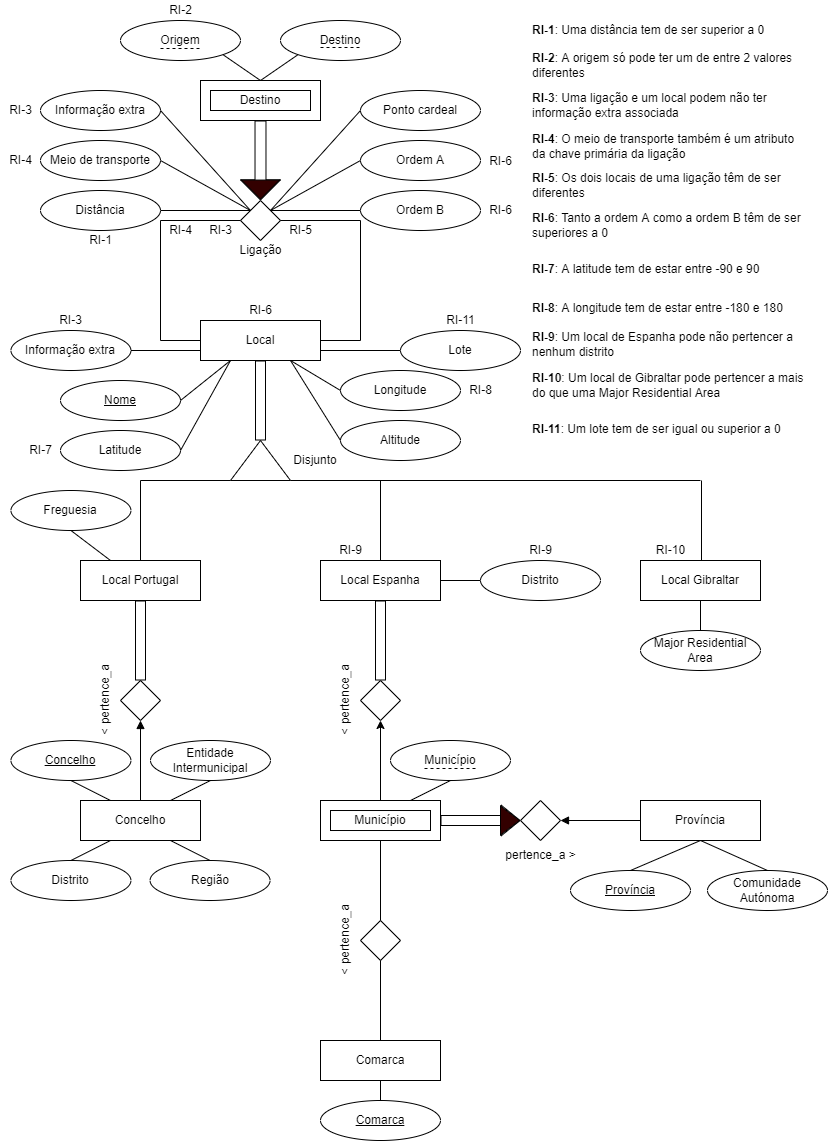 RI-2
Origem
Destino
Destino
RI-3
Informação extra
Ponto cardeal
RI-4
Meio de transporte
Ordem A
RI-6
Distância
Ordem B
RI-6
RI-1
RI-4
RI-3
RI-5
Ligação
RI-6
Local
RI-3
Informação extra
RI-11
Lote
Nome
Longitude
RI-8
RI-7
Latitude
Altitude
Disjunto
RI-1: Uma distância tem de ser superior a 0
RI-2: A origem só pode ter um de entre 2 valores
diferentes
RI-3: Uma ligação e um local podem não ter
informação extra associada
RI-4: O meio de transporte também é um atributo
da chave primária da ligação
RI-5: Os dois locais de uma ligação têm de ser
diferentes
RI-6: Tanto a ordem A como a ordem B têm de ser
superiores a 0
RI-7: A latitude tem de estar entre -90 e 90
RI-8: A longitude tem de estar entre -180 e 180
RI-9: Um local de Espanha pode não pertencer a
nenhum distrito
RI-10: Um local de Gibraltar pode pertencer a mais
do que uma Major Residential Area
RI-11: Um lote tem de ser igual ou superior a 0
Freguesia
Local Portugal
RI-9
Local Espanha
RI-9
Distrito
RI-10
Local Gibraltar
Major Residential
Area
< pertence_a
< pertence_a
Concelho
Entidade
Intermunicipal
Concelho
Distrito
Região
Município
Município
pertence_a >
Província
Província
Comunidade
Autónoma
< pertence_a
Comarca
Comarca